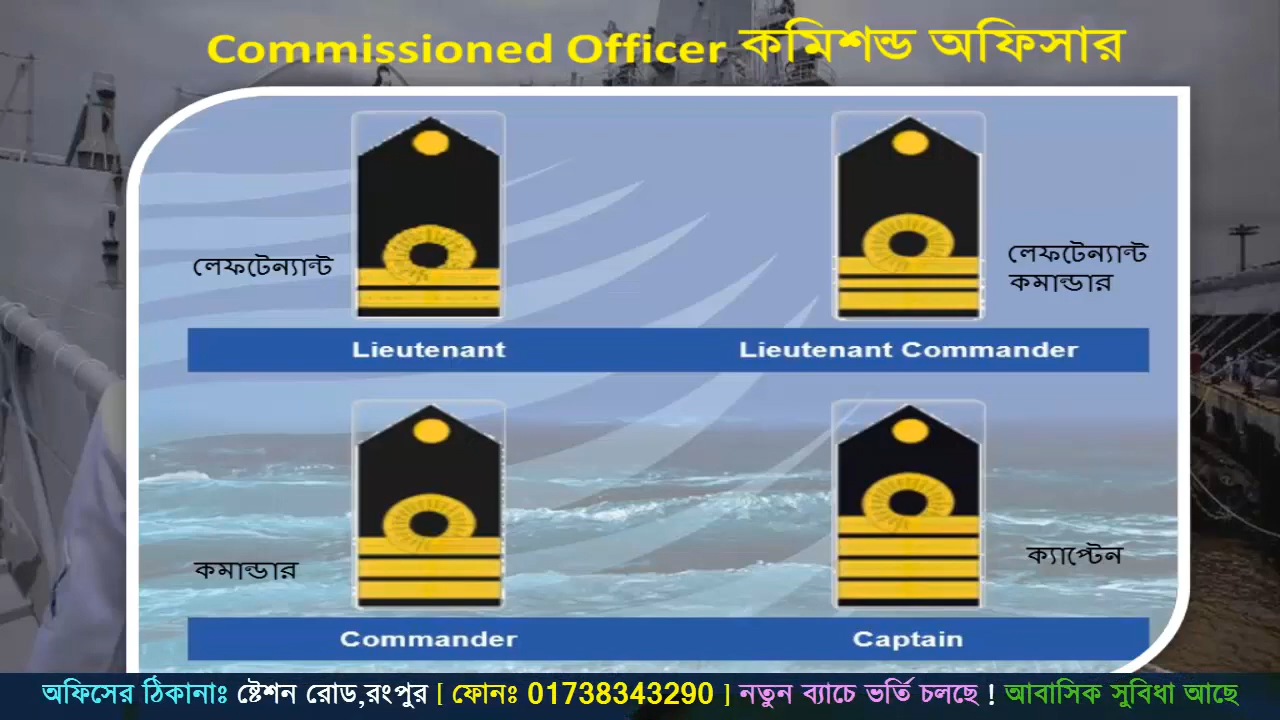 Commissioned Officer কমিশন্ড অফিসার
লেফটেন্যান্ট
লেফটেন্যান্ট
কমান্ডার
Lieutenant
Lieutenant Commander
কমান্ডার
ক্যাপ্টেন
Commander
Captain
অফিসের ঠিকানাঃ ষ্টেশন রোড,রংপুর [ ফোনঃ 01738343290 ] নতুন ব্যাচে ভর্তি চলছে ! আবাসিক সুবিধা আছে